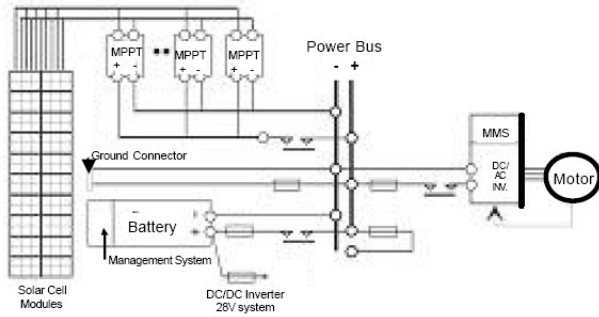 MPPT
+ -
MPPT
+ -
MPPT
+ -
Power Bus
- +
Ground Connector
MMS
DC/
AC
INV.
Motor
-
Battery
+
Management System
DC/DC Inverter
28V system
Solar Cell
Modules